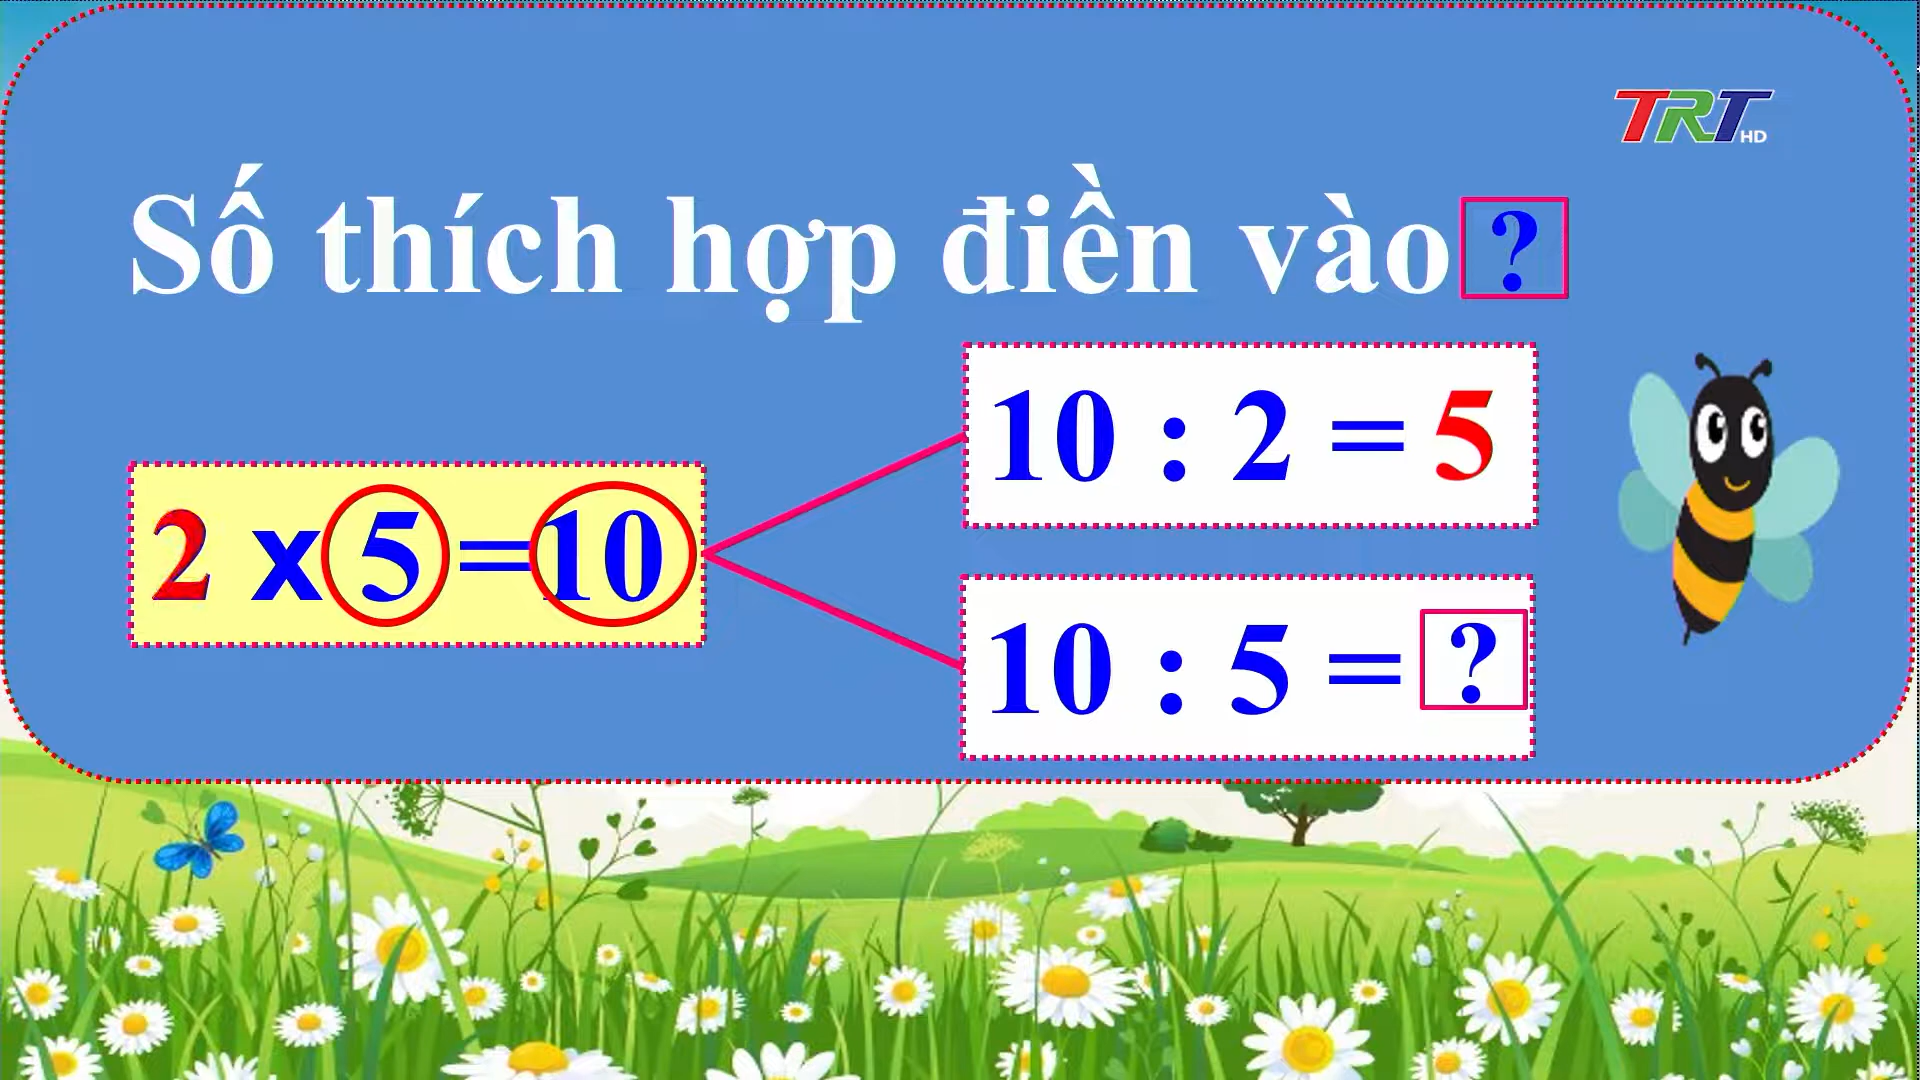 TRT HD
Số thích hợp điền vào ?
10 : 2 = 5
2 x 5 = 10
10 : 5 = ?